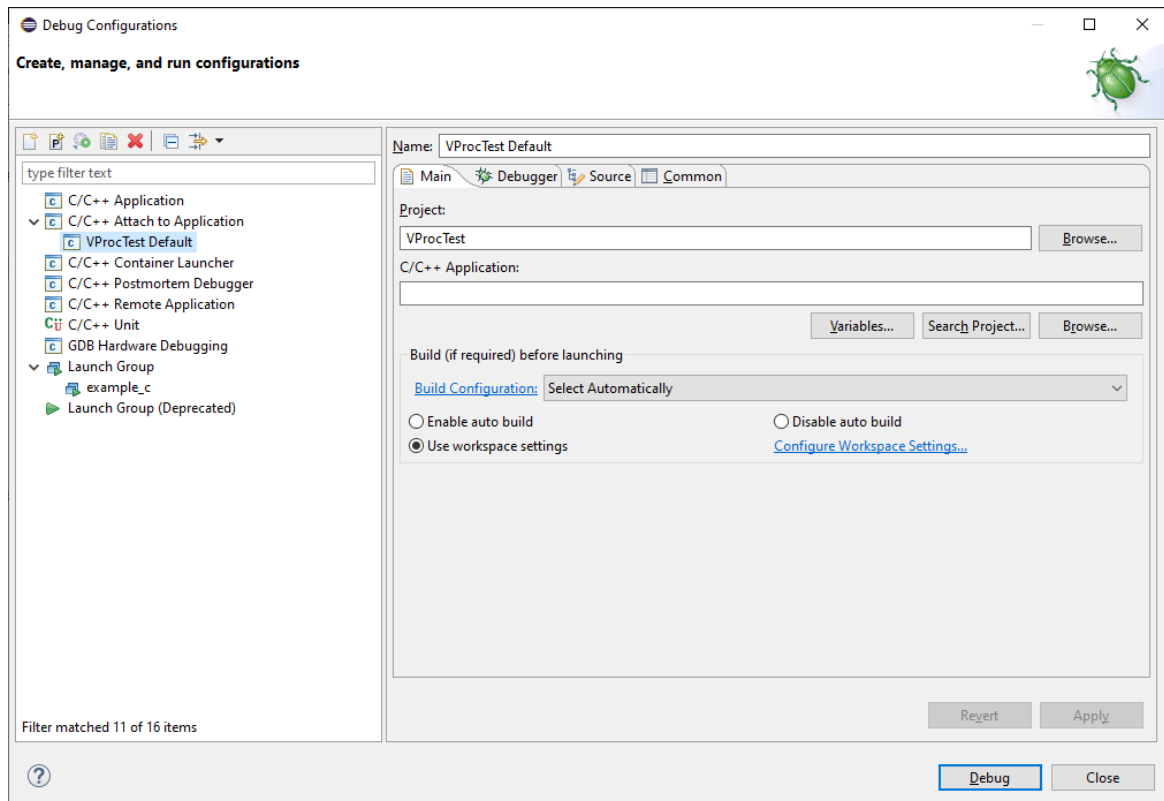 Debug Configurations
Create, manage, and run configurations
type filter text
C/C++ Application
C/C++ Attach to Application
VProcTest Default
C/C++ Container Launcher
C/C++ Postmortem Debugger
C/C++ Remote Application
C/C++ Unit
GDB Hardware Debugging
Launch Group
example_c
Launch Group (Deprecated)
Filter matched 11 of 16 items
Name: VProcTest Default
Main Debugger Source Common
Project:
VProcTest Browse...
C/C++ Application:
Variables... Search Project... Browse...
Build (if required) before launching
Build Configuration: Select Automatically
Enable auto build Disable auto build
Use workspace settings Configure Workspace Settings...
Revert Apply
Debug Close